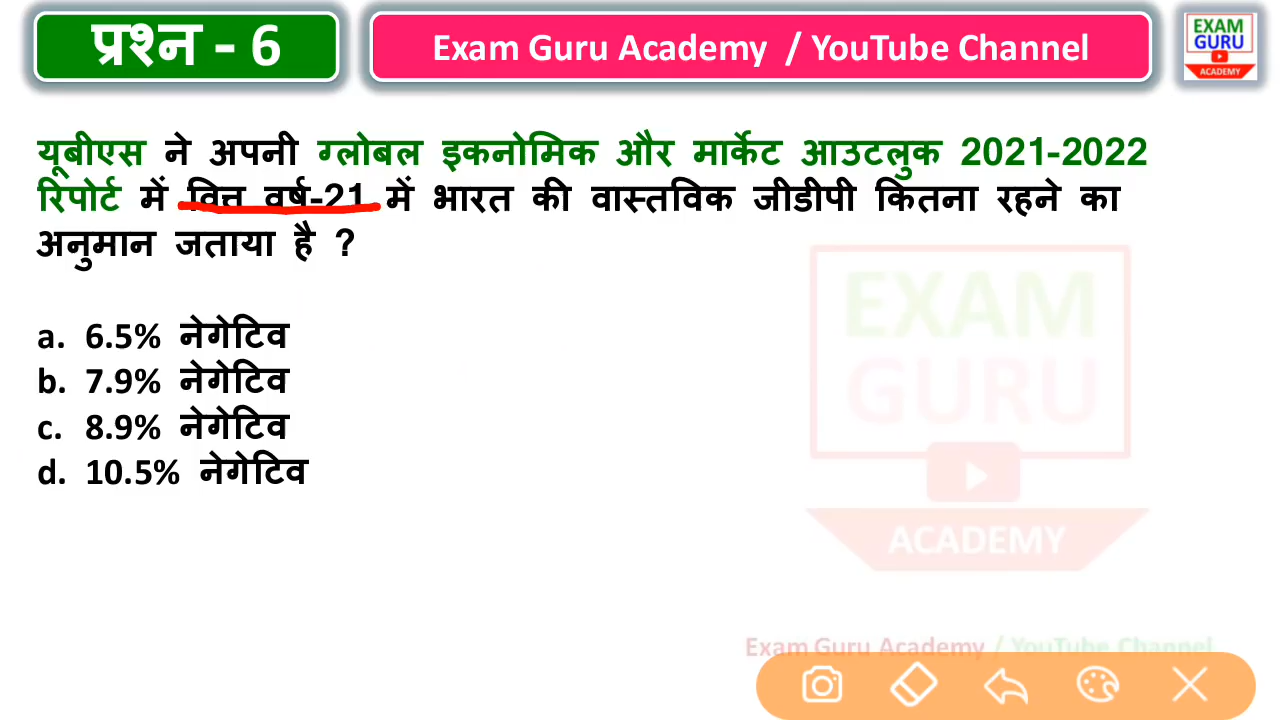 प्रश्न - 6
Exam Guru Academy / YouTube Channel
EXAM
GURU
ACADEMY
यूबीएस ने अपनी ग्लोबल इकनोमिक और मार्केट आउटलुक 2021-2022
रिपोर्ट में वित्त वर्ष-21 में भारत की वास्तविक जीडीपी कितना रहने का
अनुमान जताया है ?
a. 6.5% नेगेटिव
b. 7.9% नेगेटिव
c. 8.9% नेगेटिव
d. 10.5% नेगेटिव
EXAM
GURU
ACADEMY
Exam Guru Academy / YouTube Channel